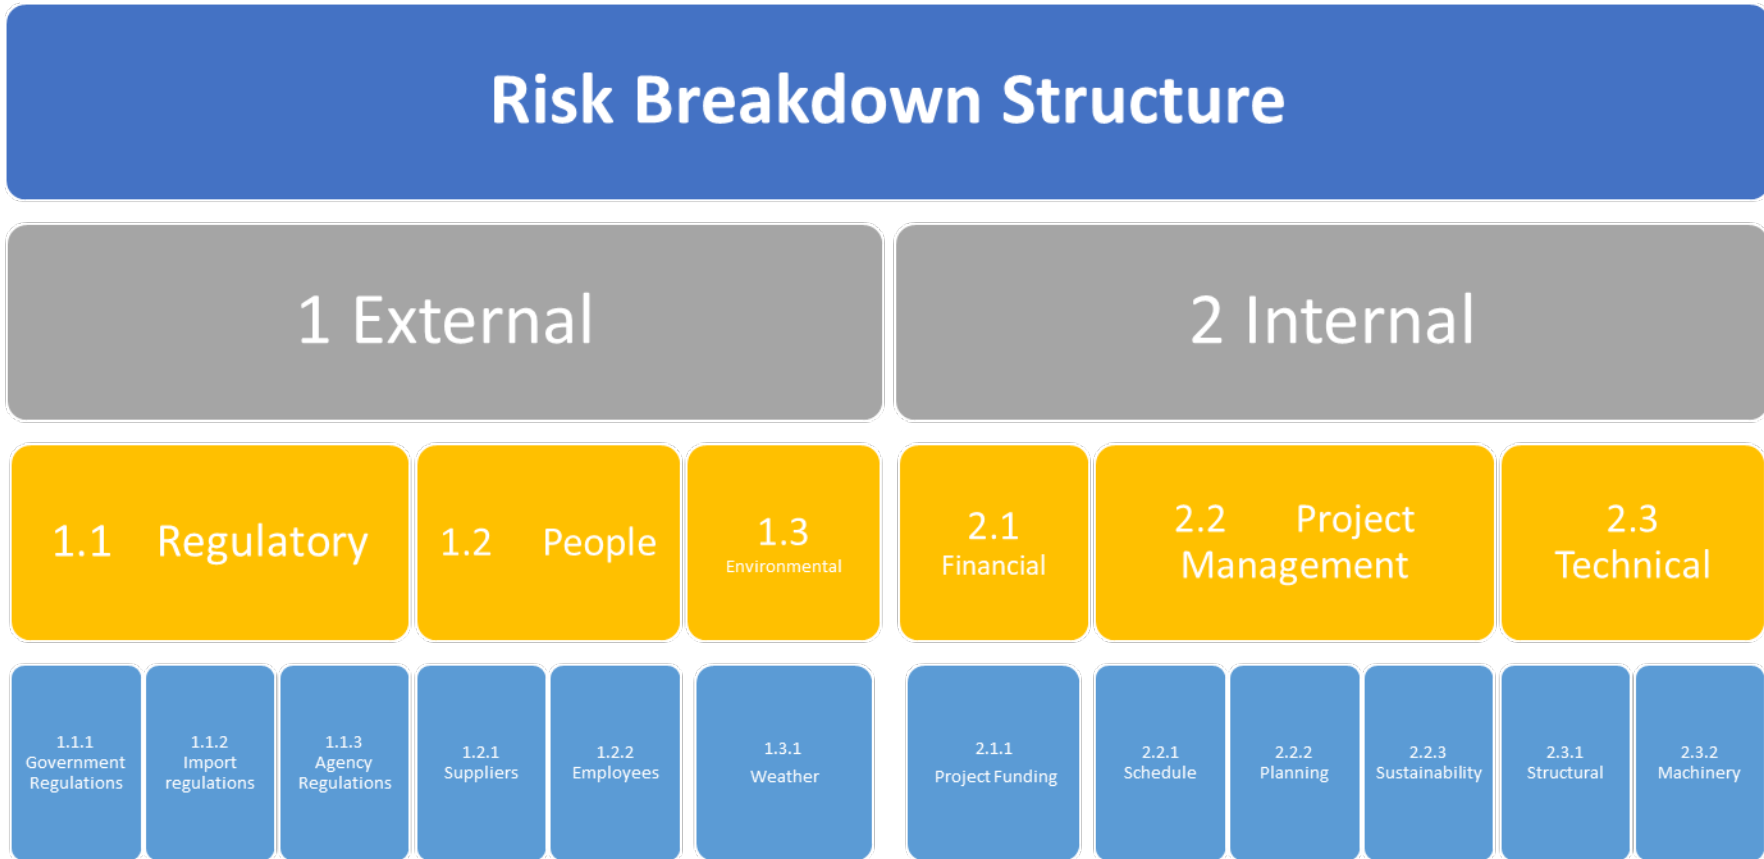 Risk Breakdown Structure
1 External
2 Internal
1.1 Regulatory
1.2 People
1.3
Environmental
2.1
Financial
2.2 Project
Management
2.3
Technical
1.1.1
Government
Regulations
1.1.2
Import
regulations
1.1.3
Agency
Regulations
1.2.1
Suppliers
1.2.2
Employees
1.3.1
Weather
2.1.1
Project Funding
2.2.1
Schedule
2.2.2
Planning
2.2.3
Sustainability
2.3.1
Structural
2.3.2
Machinery